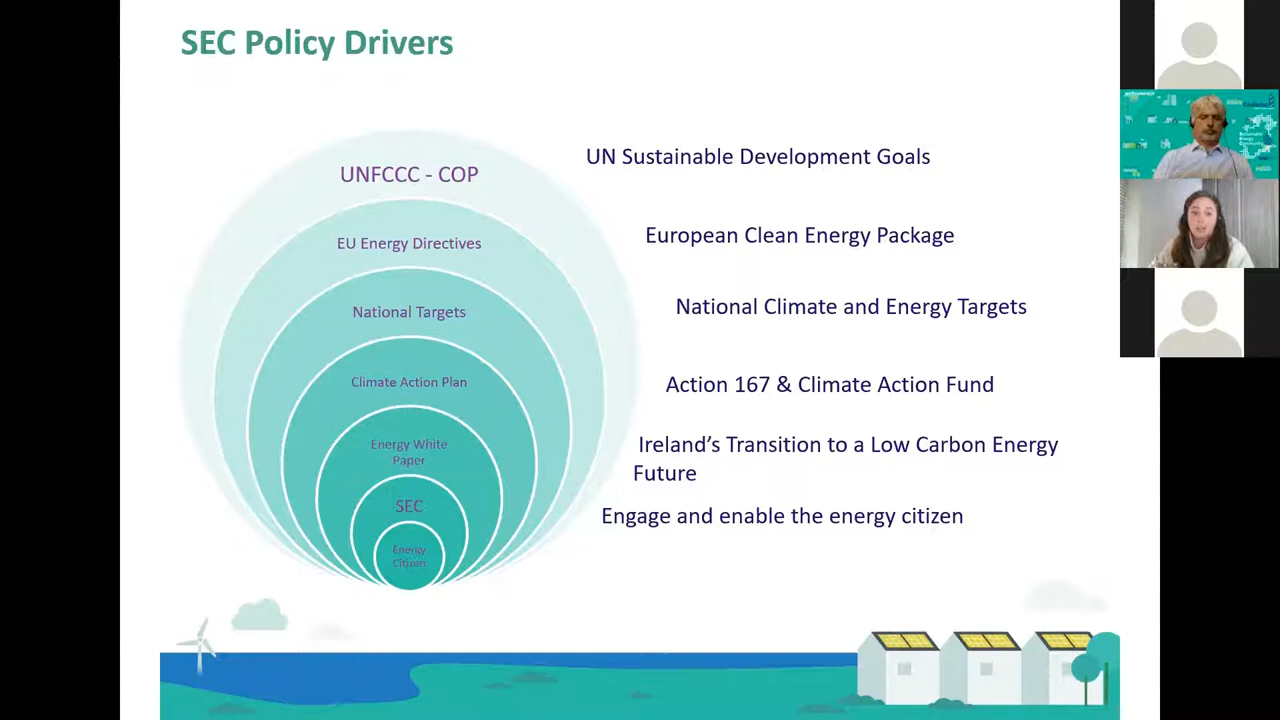 SEC Policy Drivers
UNFCCC - COP
UN Sustainable Development Goals
EU Energy Directives
European Clean Energy Package
National Targets
National Climate and Energy Targets
Climate Action Plan
Action 167 & Climate Action Fund
Energy White
Paper
Ireland’s Transition to a Low Carbon Energy
Future
SEC
Engage and enable the energy citizen
Energy
Citizen